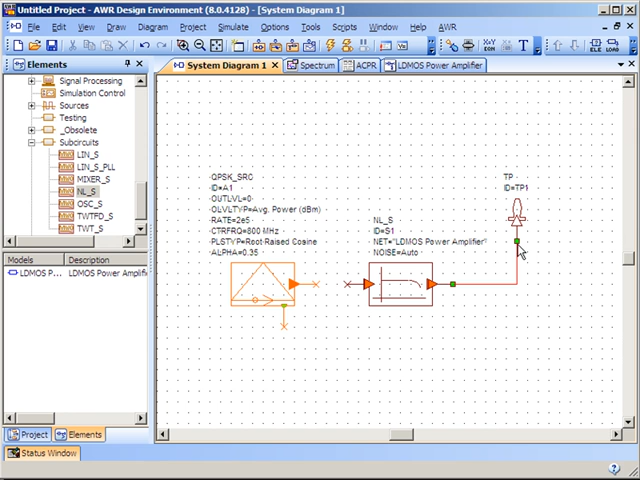 Untitled Project - AWR Design Environment (8.0.4128) - [System Diagram 1]
File Edit View Draw Diagram Project Simulate Options Tools Scripts Window Help AWR
X=Y
EQN
ELE
LOAD
Elements
System Diagram 1
Spectrum
ACPR
LDMOS Power Amplifier
Signal Processing
Simulation Control
Sources
Testing
_Obsolete
Subcircuits
LIN_S
LIN_S_PLL
MIXER_S
NL_S
OSC_S
TWTFD_S
TWT_S
Models Description
LDMOS P... LDMOS Power Amplifier
QPSK_SRC
ID=A1
OUTLVL=0
OLVLTYP=Avg. Power (dBm)
RATE=2e5
CTRFRQ=800 MHz
PLSTYP=Root Raised Cosine
ALPHA=0.35
NL_S
ID=S1
NET="LDMOS Power Amplifier"
NOISE=Auto
TP
ID=TP1
Project
Elements
Status Window